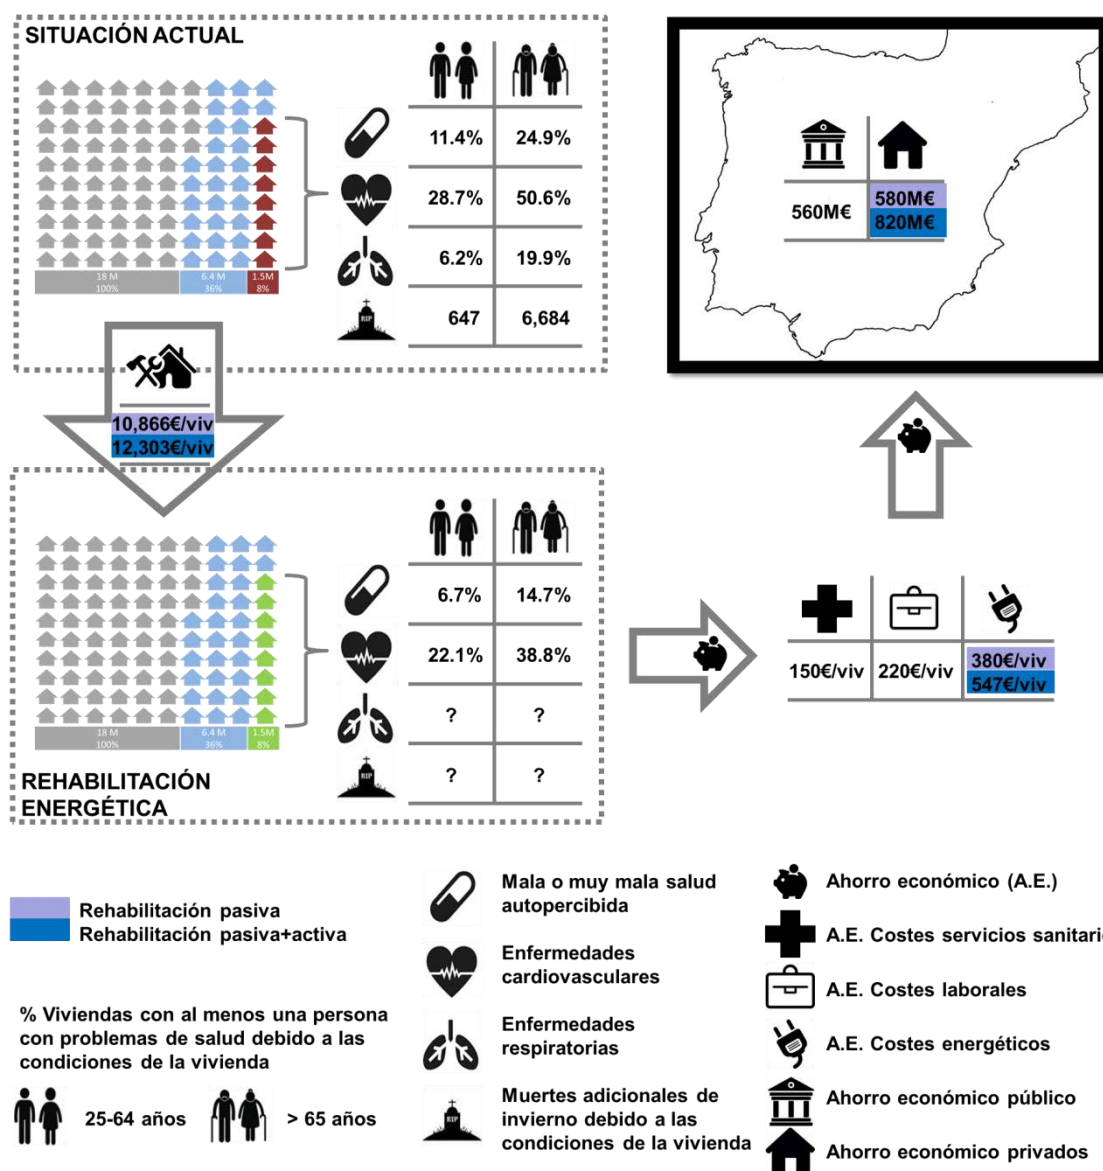 SITUACIÓN ACTUAL
11.4% 24.9%
28.7% 50.6%
6.2% 19.9%
RIP
647 6,684
18 M 6.4 M 1.5M
100% 36% 8%
10,866€/viv
12,303€/viv
560M€
580M€
820M€
6.7% 14.7%
22.1% 38.8%
? ?
RIP
? ?
18 M 6.4 M 1.5M
100% 36% 8%
REHABILITACIÓN
ENERGÉTICA
150€/viv 220€/viv
380€/viv
547€/viv
Rehabilitación pasiva
Rehabilitación pasiva+activa
% Viviendas con al menos una persona
con problemas de salud debido a las
condiciones de la vivienda
25-64 años > 65 años
Mala o muy mala salud
autopercibida
Enfermedades
cardiovasculares
Enfermedades
respiratorias
RIP
Muertes adicionales de
invierno debido a las
condiciones de la vivienda
Ahorro económico (A.E.)
A.E. Costes servicios sanitari
A.E. Costes laborales
A.E. Costes energéticos
Ahorro económico público
Ahorro económico privados